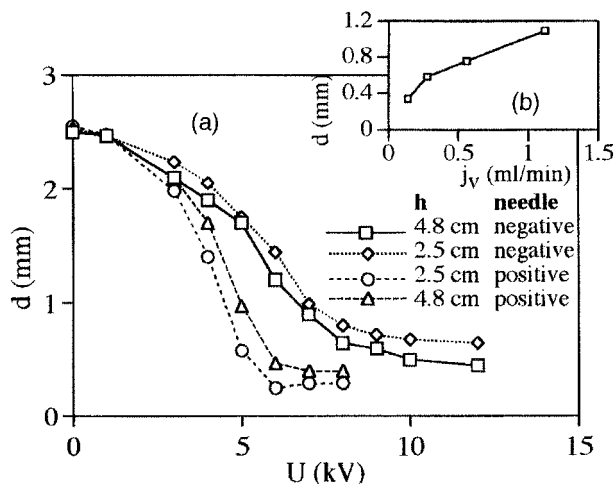 1.2
0.8
0.4
0
d (mm)
(b)
0 0.5 1 1.5
jv (ml/min)
3
2
1
0
d (mm)
(a)
h needle
4.8 cm negative
2.5 cm negative
2.5 cm positive
4.8 cm positive
0 5 10 15
U (kV)